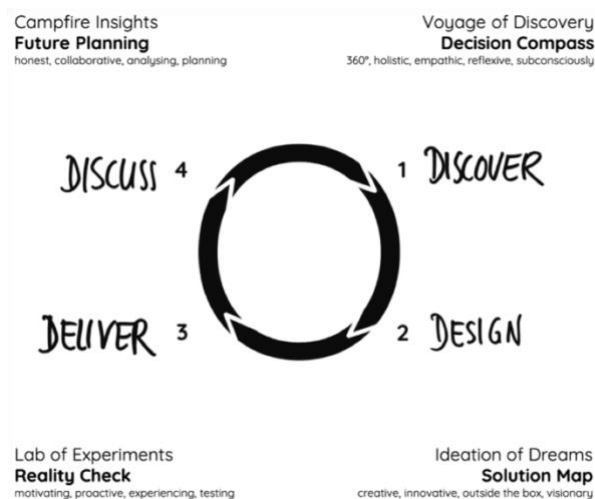 Campfire Insights
Future Planning
honest, collaborative, analysing, planning
Voyage of Discovery
Decision Compass
360°, holistic, empathic, reflexive, subconsciously
DISCUSS 4
1 DISCOVER
DELIVER 3
2 DESIGN
Lab of Experiments
Reality Check
motivating, proactive, experiencing, testing
Ideation of Dreams
Solution Map
creative, innovative, outside the box, visionary